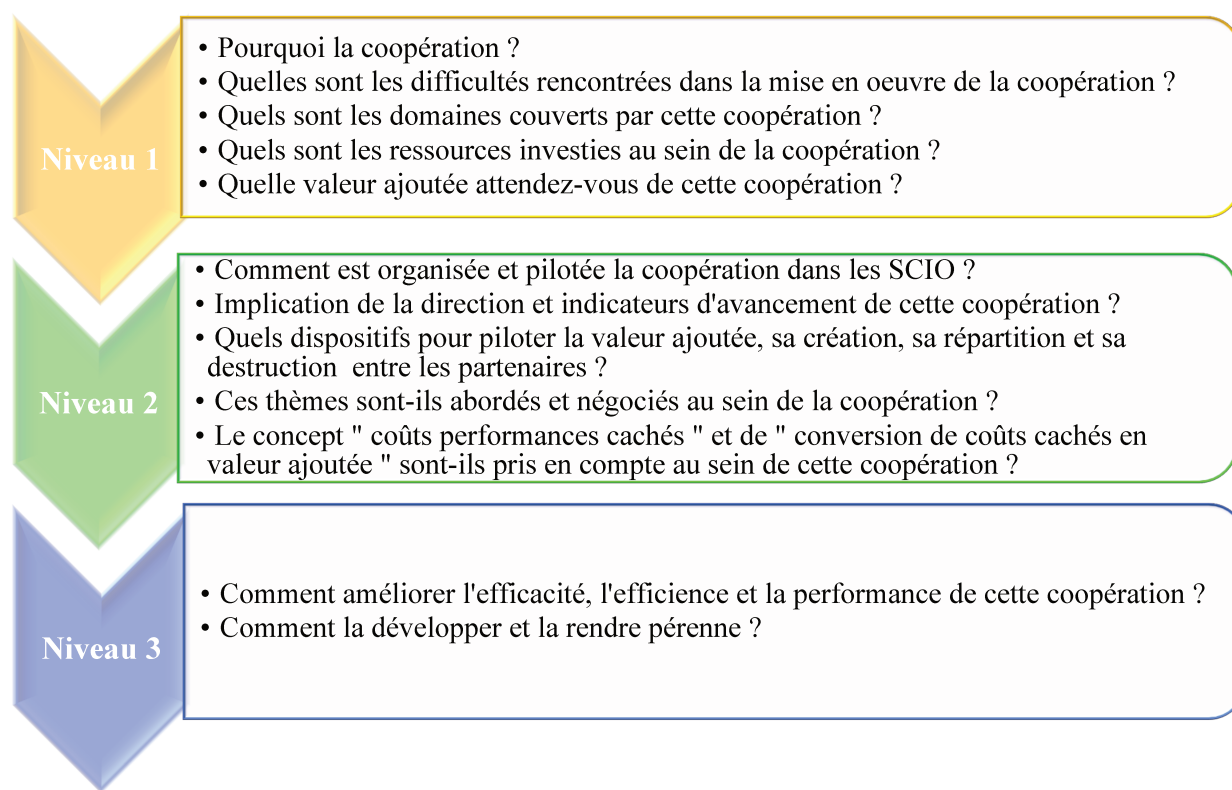 Niveau 1
• Pourquoi la coopération ?
• Quelles sont les difficultés rencontrées dans la mise en oeuvre de la coopération ?
• Quels sont les domaines couverts par cette coopération ?
• Quels sont les ressources investies au sein de la coopération ?
• Quelle valeur ajoutée attendez-vous de cette coopération ?
Niveau 2
• Comment est organisée et pilotée la coopération dans les SCIO ?
• Implication de la direction et indicateurs d'avancement de cette coopération ?
• Quels dispositifs pour piloter la valeur ajoutée, sa création, sa répartition et sa
destruction entre les partenaires ?
• Ces thèmes sont-ils abordés et négociés au sein de la coopération ?
• Le concept " coûts performances cachés " et de " conversion de coûts cachés en
valeur ajoutée " sont-ils pris en compte au sein de cette coopération ?
Niveau 3
• Comment améliorer l'efficacité, l'efficience et la performance de cette coopération ?
• Comment la développer et la rendre pérenne ?